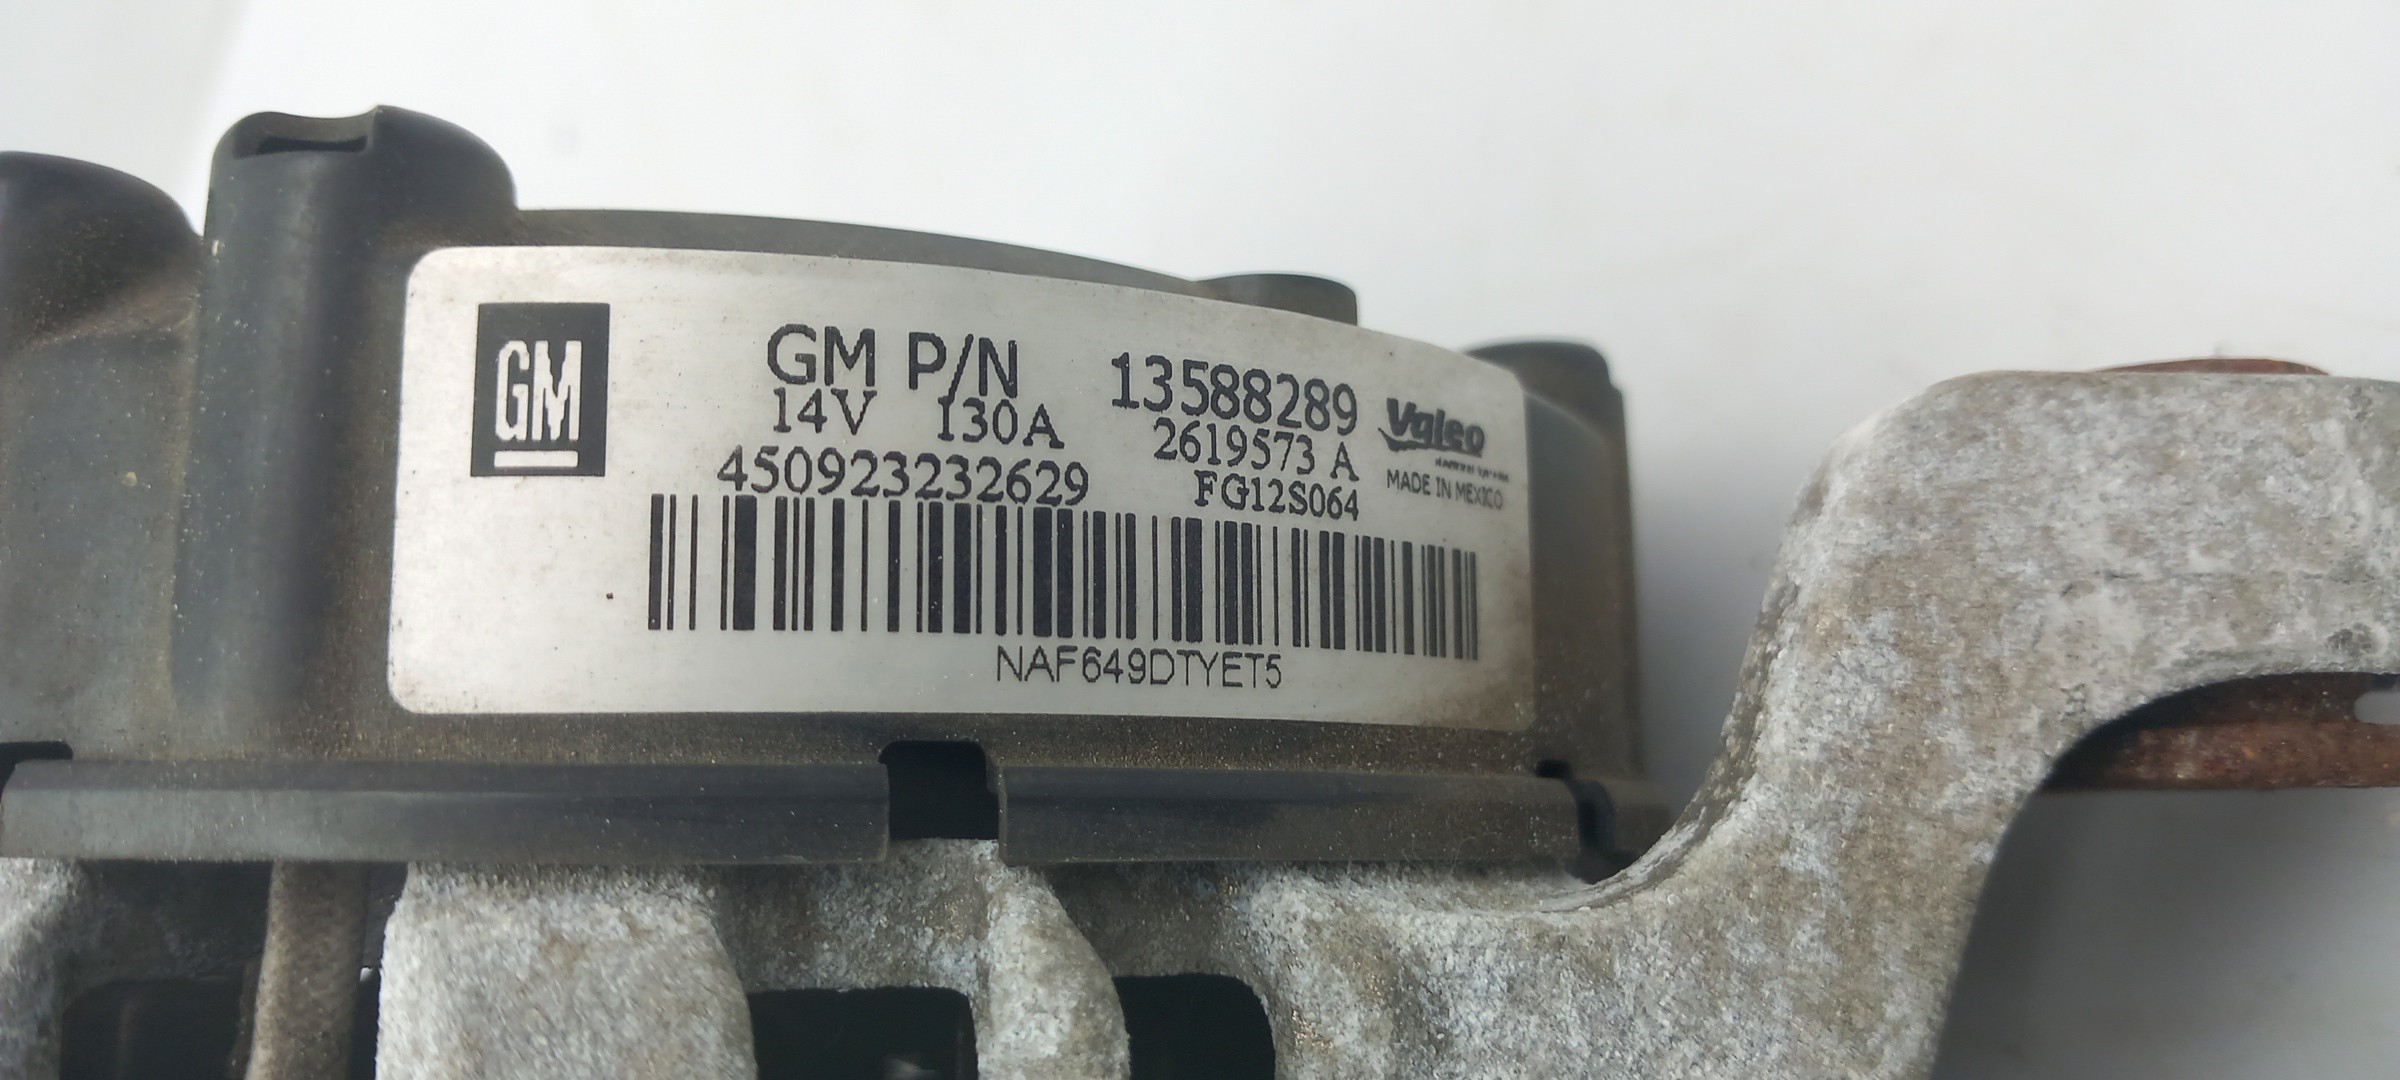 GM
GM P/N 13588289
14V 130A 2619573 A
450923232629 FG12S064
Valeo
MADE IN MEXICO
NAF649DTYET5